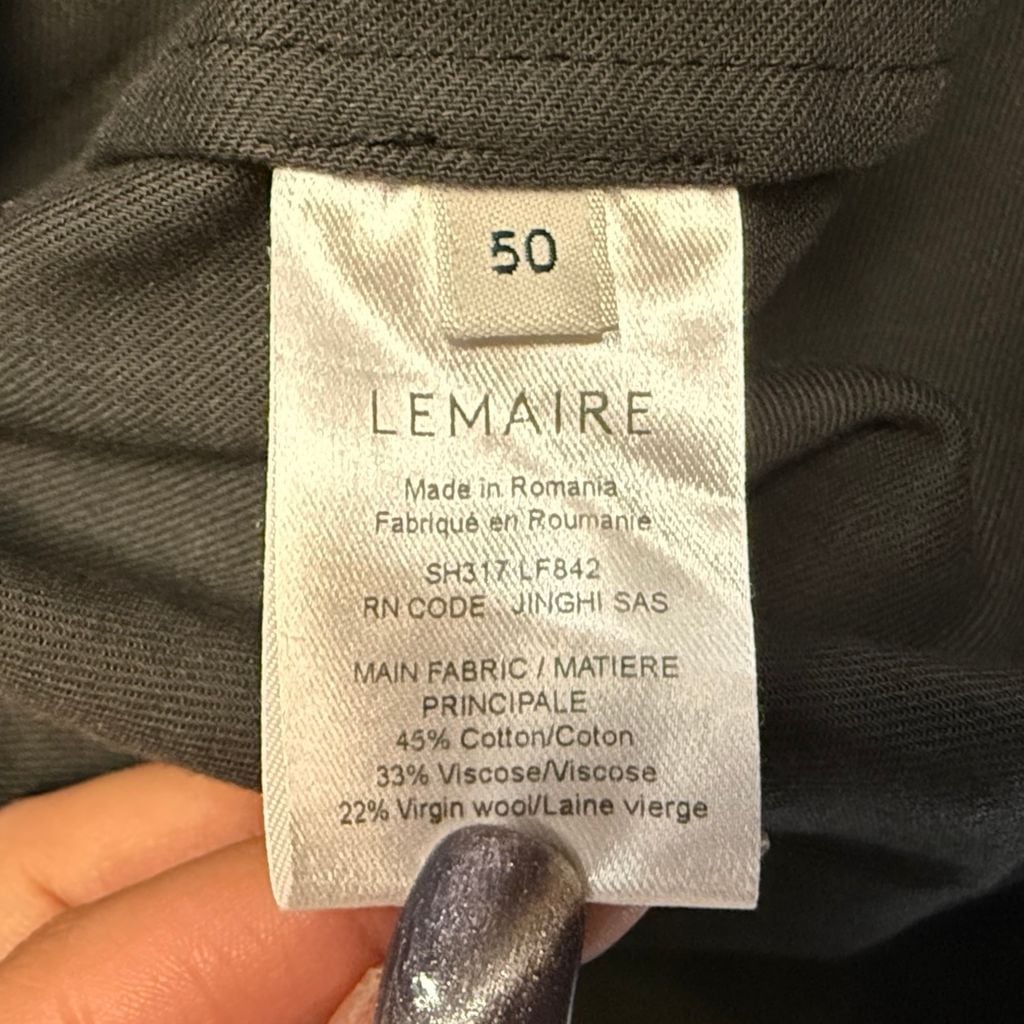 50
LEMAIRE
Made in Romania
Fabriqué en Roumanie
SH317 LF842
RN CODE JINGHI SAS
MAIN FABRIC / MATIERE
PRINCIPALE
45% Cotton/Coton
33% Viscose/Viscose
22% Virgin wool/Laine vierge